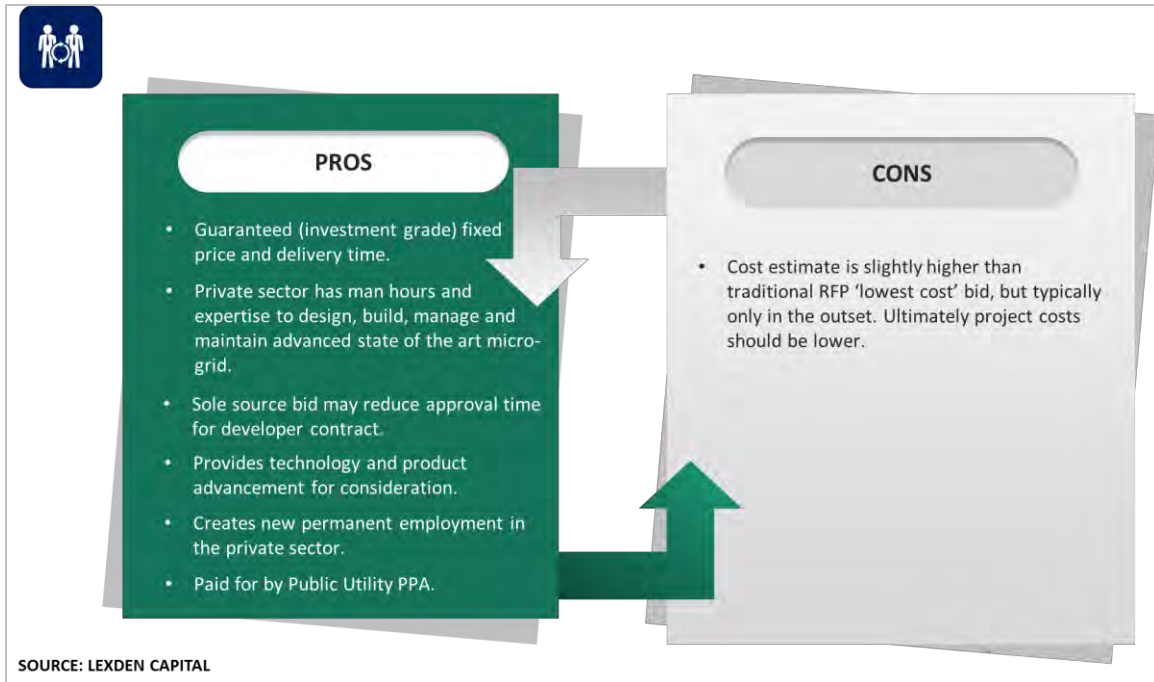 PROS
• Guaranteed (investment grade) fixed
price and delivery time.
• Private sector has man hours and
expertise to design, build, manage and
maintain advanced state of the art micro-
grid.
• Sole source bid may reduce approval time
for developer contract.
• Provides technology and product
advancement for consideration.
• Creates new permanent employment in
the private sector.
• Paid for by Public Utility PPA.
CONS
• Cost estimate is slightly higher than
traditional RFP ‘lowest cost’ bid, but typically
only in the outset. Ultimately project costs
should be lower.
SOURCE: LEXDEN CAPITAL